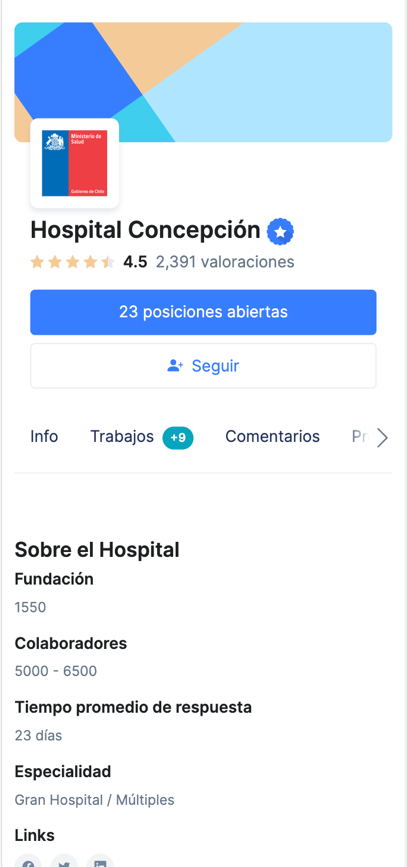 Ministerio de
Salud
Gobierno de Chile
Hospital Concepción
4.5 2,391 valoraciones
23 posiciones abiertas
Seguir
Info Trabajos +9 Comentarios Pr
Sobre el Hospital
Fundación
1550
Colaboradores
5000 - 6500
Tiempo promedio de respuesta
23 días
Especialidad
Gran Hospital / Múltiples
Links